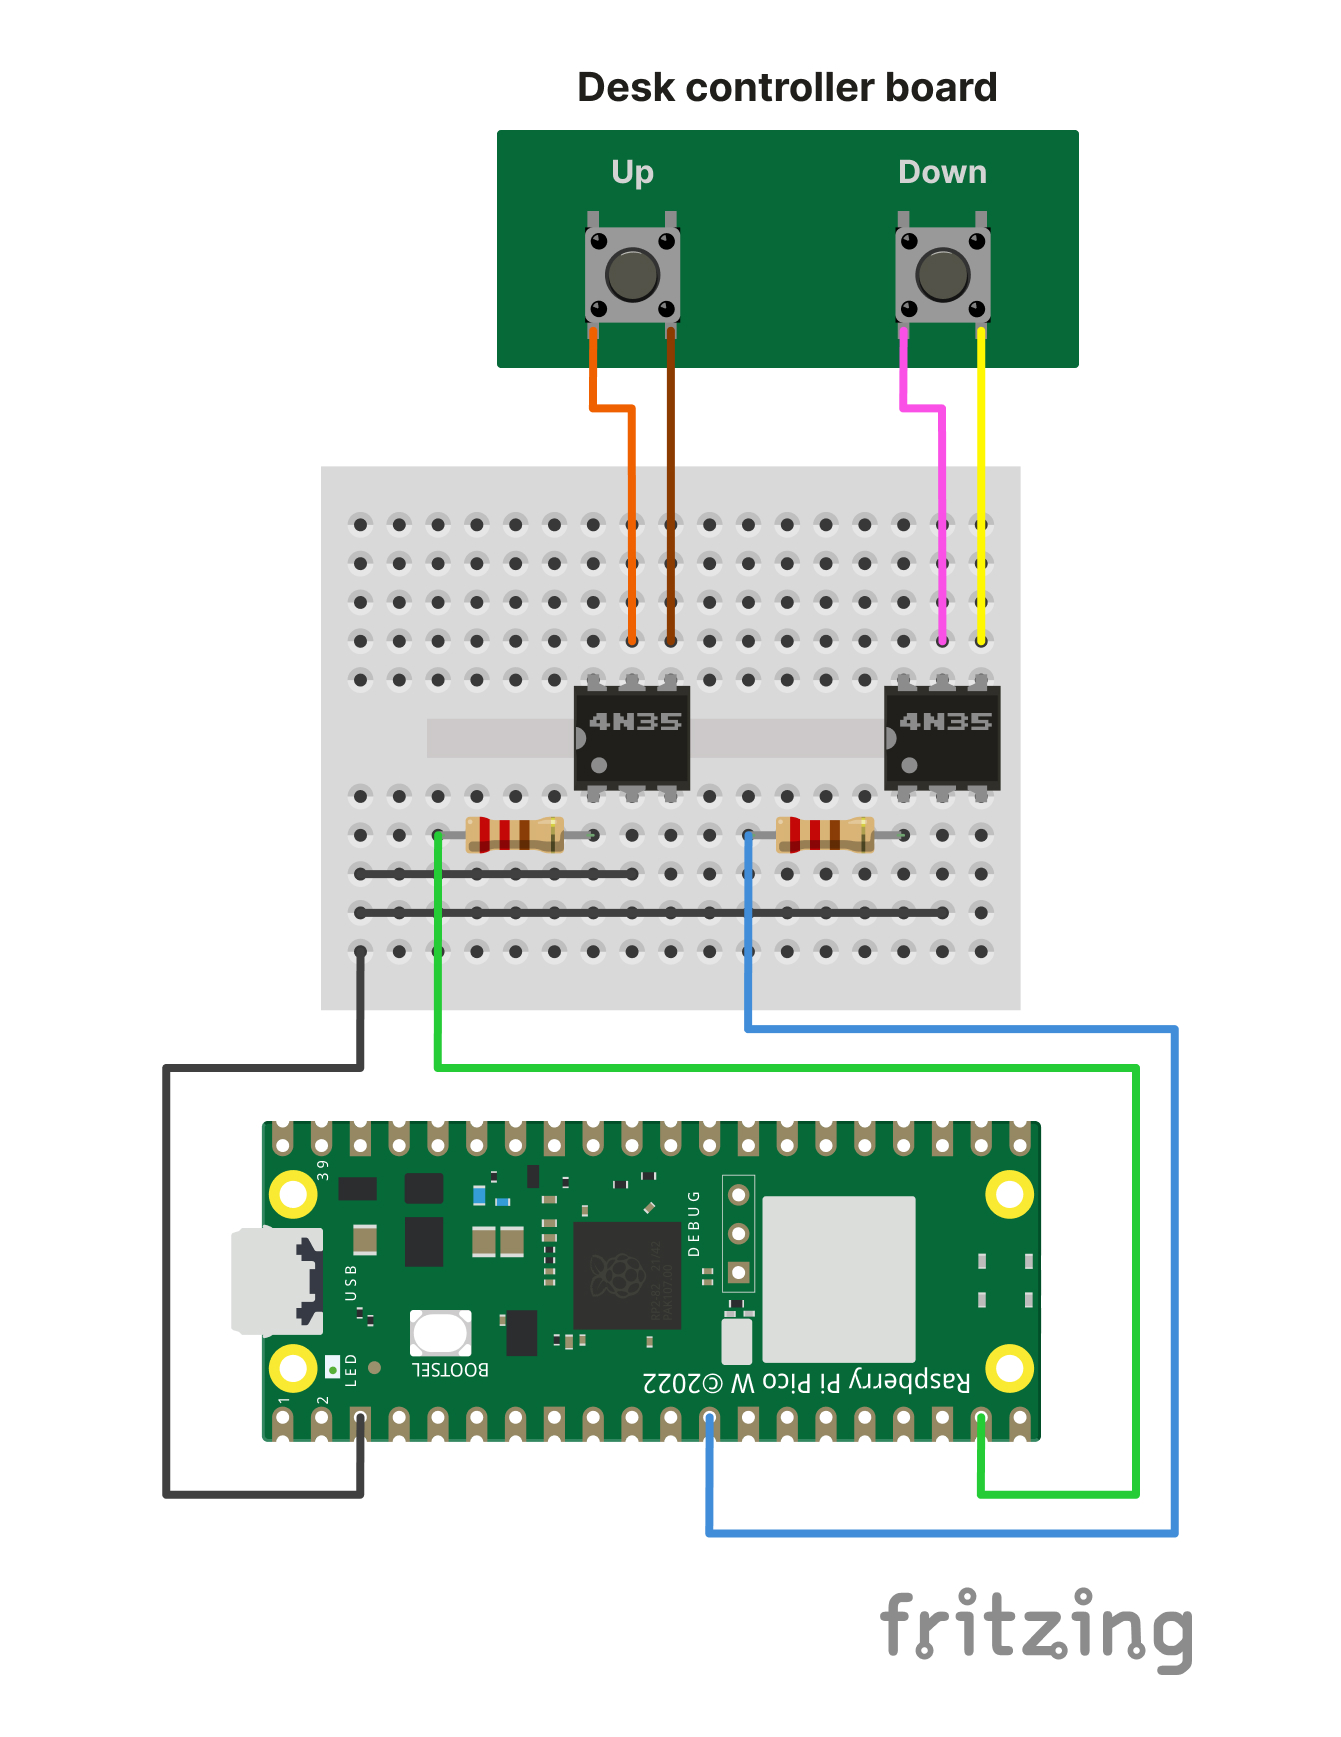 Desk controller board
Up
Down
4N35
4N35
39
DEBUG
USB
LED
BOOTSEL
1
2
Raspberry Pi Pico W ©2022
fritzing